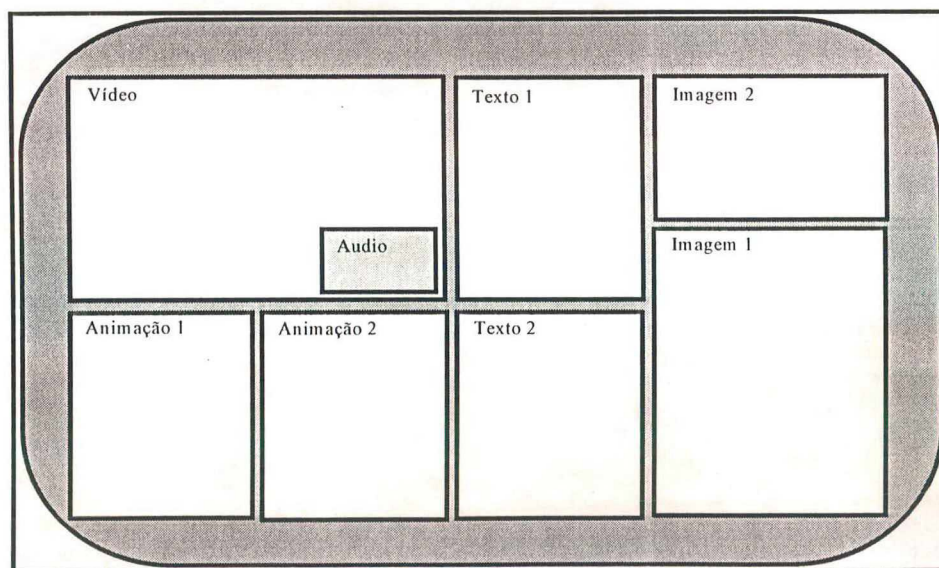 Vídeo
Texto 1
Imagem 2
Audio
Imagem 1
Animação 1
Animação 2
Texto 2